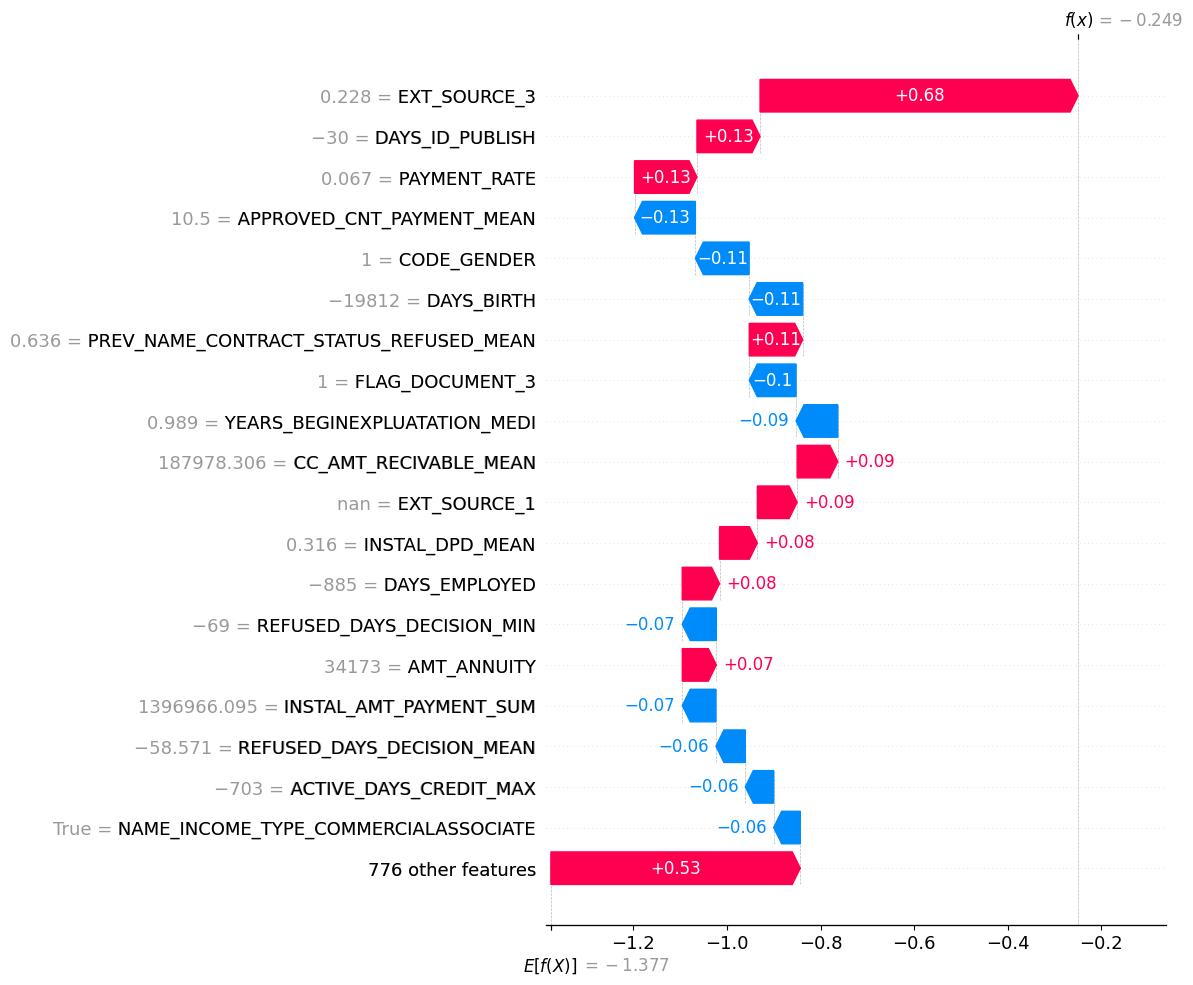 f(x) = −0.249
0.228 = EXT_SOURCE_3 +0.68
−30 = DAYS_ID_PUBLISH +0.13
0.067 = PAYMENT_RATE +0.13
10.5 = APPROVED_CNT_PAYMENT_MEAN −0.13
1 = CODE_GENDER −0.11
−19812 = DAYS_BIRTH −0.11
0.636 = PREV_NAME_CONTRACT_STATUS_REFUSED_MEAN +0.11
1 = FLAG_DOCUMENT_3 −0.1
0.989 = YEARS_BEGINEXPLUATATION_MEDI −0.09
187978.306 = CC_AMT_RECIVABLE_MEAN +0.09
nan = EXT_SOURCE_1 +0.09
0.316 = INSTAL_DPD_MEAN +0.08
−885 = DAYS_EMPLOYED +0.08
−69 = REFUSED_DAYS_DECISION_MIN −0.07
34173 = AMT_ANNUITY +0.07
1396966.095 = INSTAL_AMT_PAYMENT_SUM −0.07
−58.571 = REFUSED_DAYS_DECISION_MEAN −0.06
−703 = ACTIVE_DAYS_CREDIT_MAX −0.06
True = NAME_INCOME_TYPE_COMMERCIALASSOCIATE −0.06
776 other features +0.53
−1.2 −1.0 −0.8 −0.6 −0.4 −0.2
E[f(X)] = −1.377